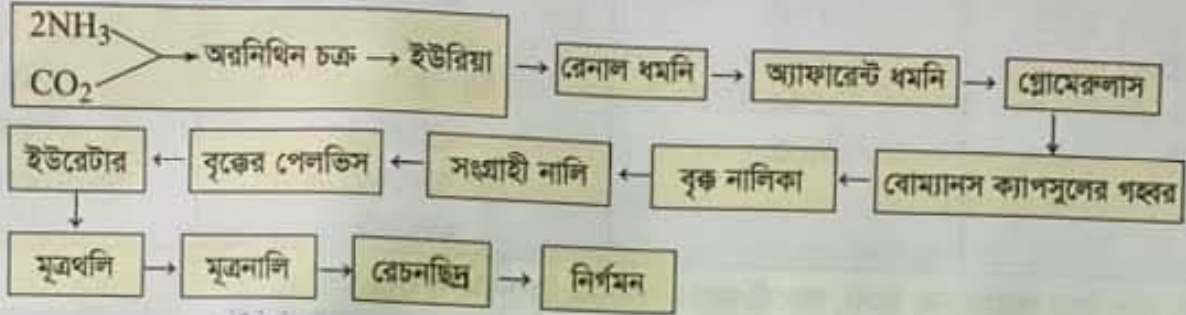 2NH3
CO2
→ অরনিথিন চক্র → ইউরিয়া → রেনাল ধমনি → অ্যাফারেন্ট ধমনি → গ্লোমেরুলাস
ইউরেটার ← বৃক্কের পেলভিস ← সংগ্রাহী নালি ← বৃক্ক নালিকা ← বোম্যানস ক্যাপসুলের গহ্বর
মূত্রথলি → মূত্রনালি → রেচনছিদ্র → নির্গমন